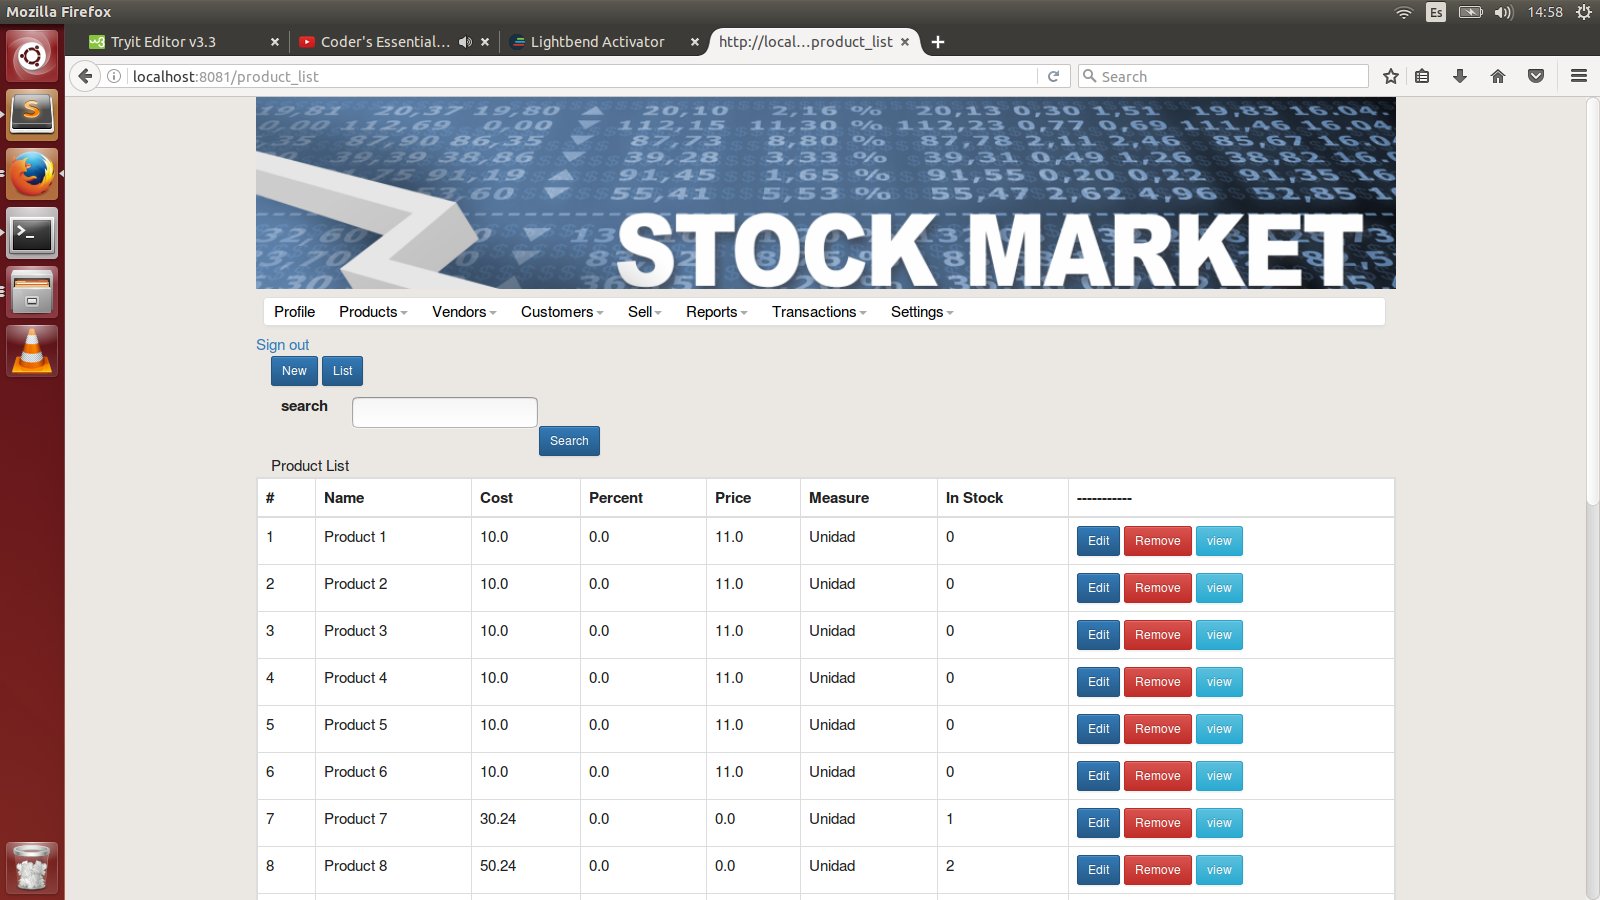 Mozilla Firefox
Es
14:58
Tryit Editor v3.3
Coder's Essential...
Lightbend Activator
http://local...product_list
localhost:8081/product_list
Search
19,81 20,37 19,80 20,10 2,16 % 20,13 0,30 1,51 19,83 16.04.
0,00 112,69 0,00 112,15 11,30 % 112,23 0,77 0,69 111,46 16.04
87,90 86,35 87,73 8,80 % 87,78 2,11 2,46 85,67 16.0
39,28 3,33 % 39,31 0,49 1,26 38,82 16.0
91,45 1,65 % 91,55 0,20 0,22 91,35 16
55,41 5,53 % 55,47 2,62 4,96 52,85 1
STOCK MARKET
Profile Products Vendors Customers Sell Reports Transactions Settings
Sign out
New List
search
Search
Product List
# Name Cost Percent Price Measure In Stock -----------
1 Product 1 10.0 0.0 11.0 Unidad 0 Edit Remove view
2 Product 2 10.0 0.0 11.0 Unidad 0 Edit Remove view
3 Product 3 10.0 0.0 11.0 Unidad 0 Edit Remove view
4 Product 4 10.0 0.0 11.0 Unidad 0 Edit Remove view
5 Product 5 10.0 0.0 11.0 Unidad 0 Edit Remove view
6 Product 6 10.0 0.0 11.0 Unidad 0 Edit Remove view
7 Product 7 30.24 0.0 0.0 Unidad 1 Edit Remove view
8 Product 8 50.24 0.0 0.0 Unidad 2 Edit Remove view